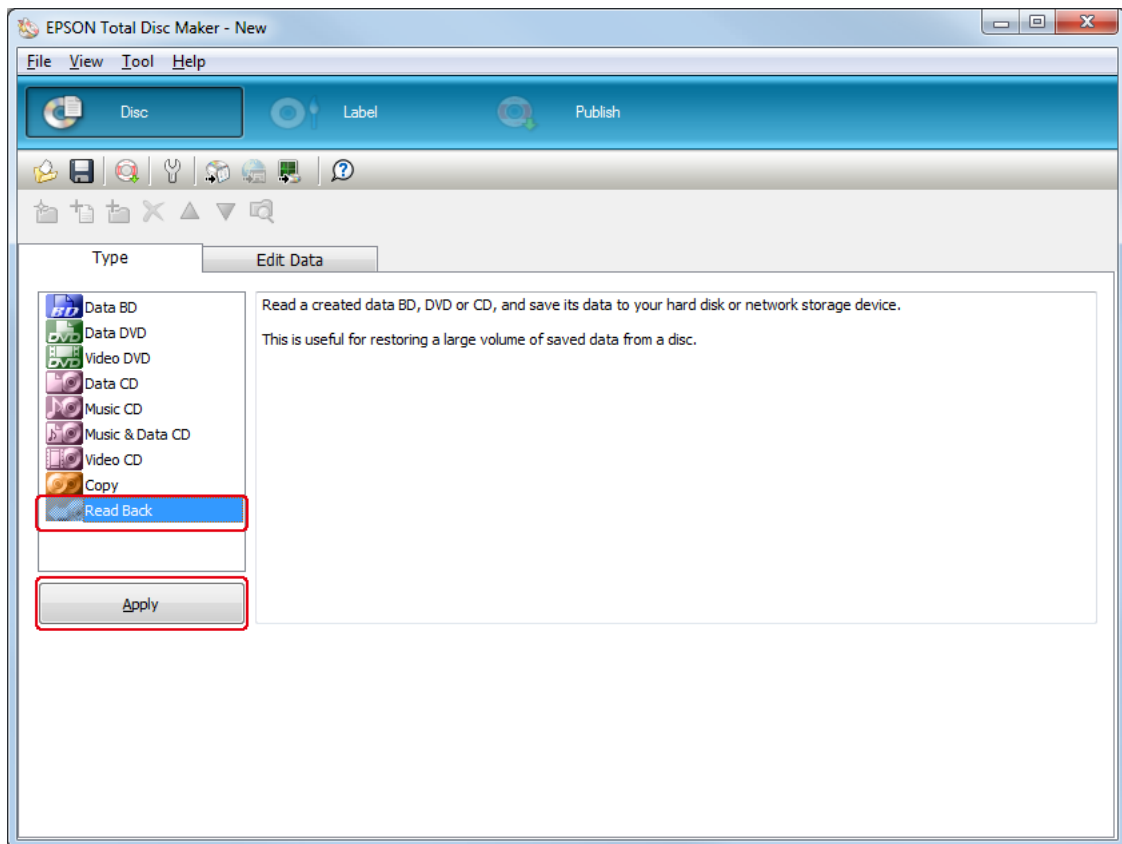 EPSON Total Disc Maker - New
File View Tool Help
Disc Label Publish
Type Edit Data
BD Data BD
DVD Data DVD
DVD Video DVD
Data CD
Music CD
Music & Data CD
Video CD
Copy
Read Back
Apply
Read a created data BD, DVD or CD, and save its data to your hard disk or network storage device.
This is useful for restoring a large volume of saved data from a disc.